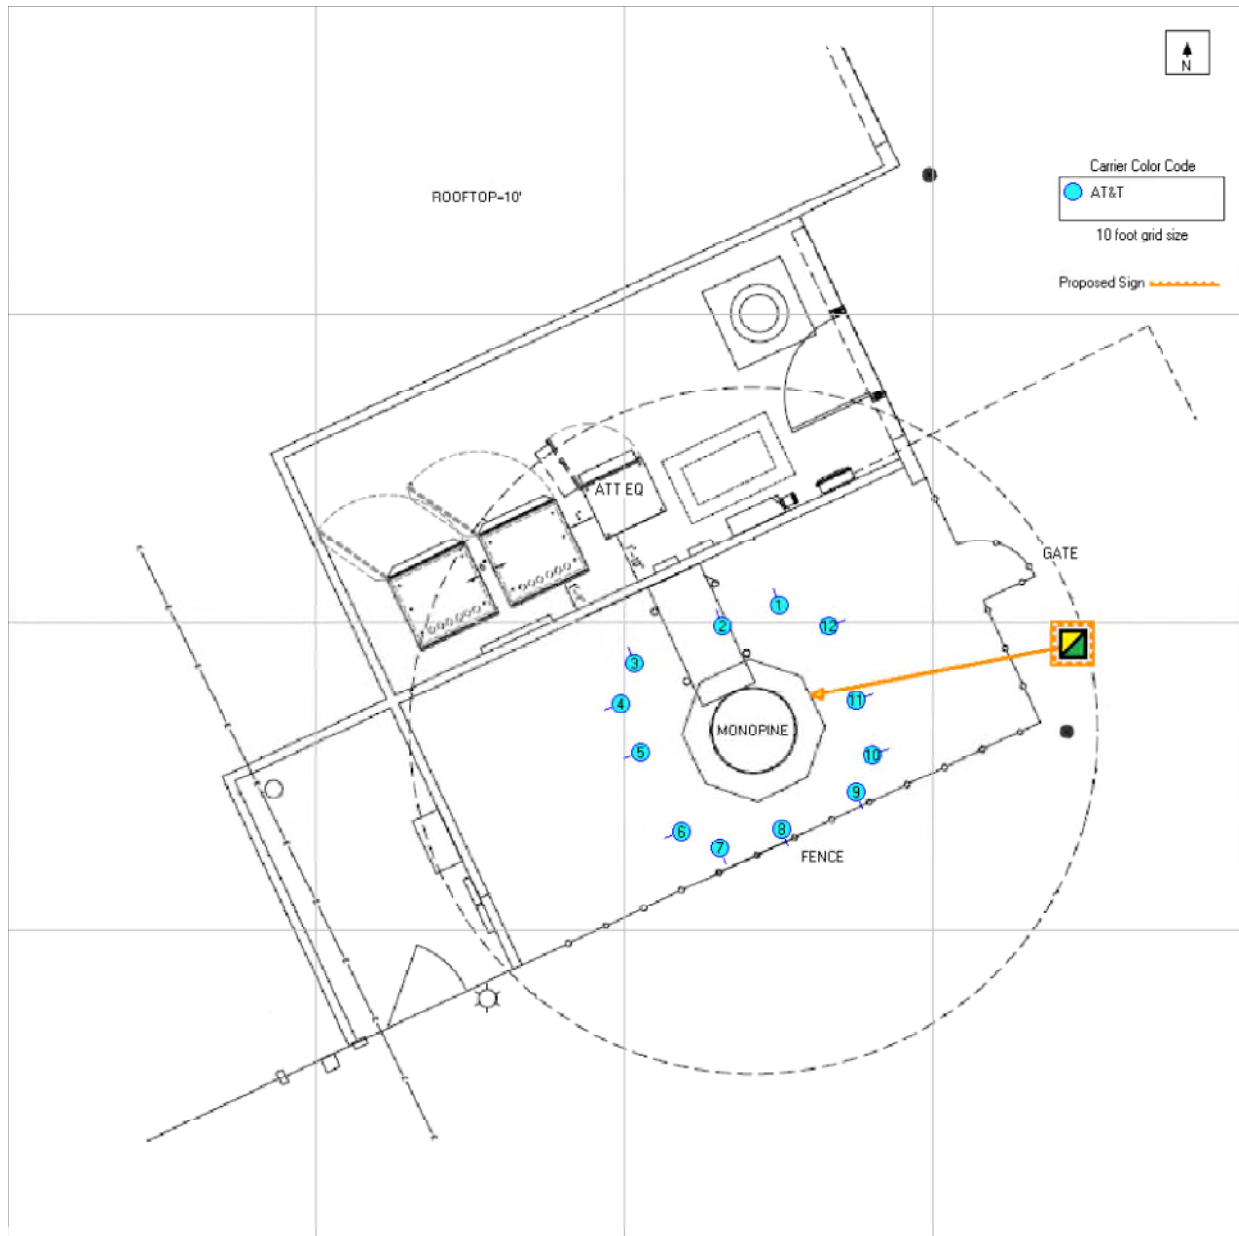 N
Carrier Color Code
AT&T
10 foot grid size
Proposed Sign
ROOFTOP-10'
ATT EQ
GATE
1
2
12
3
4
11
MONOPINE
5
10
9
6
8
7
FENCE